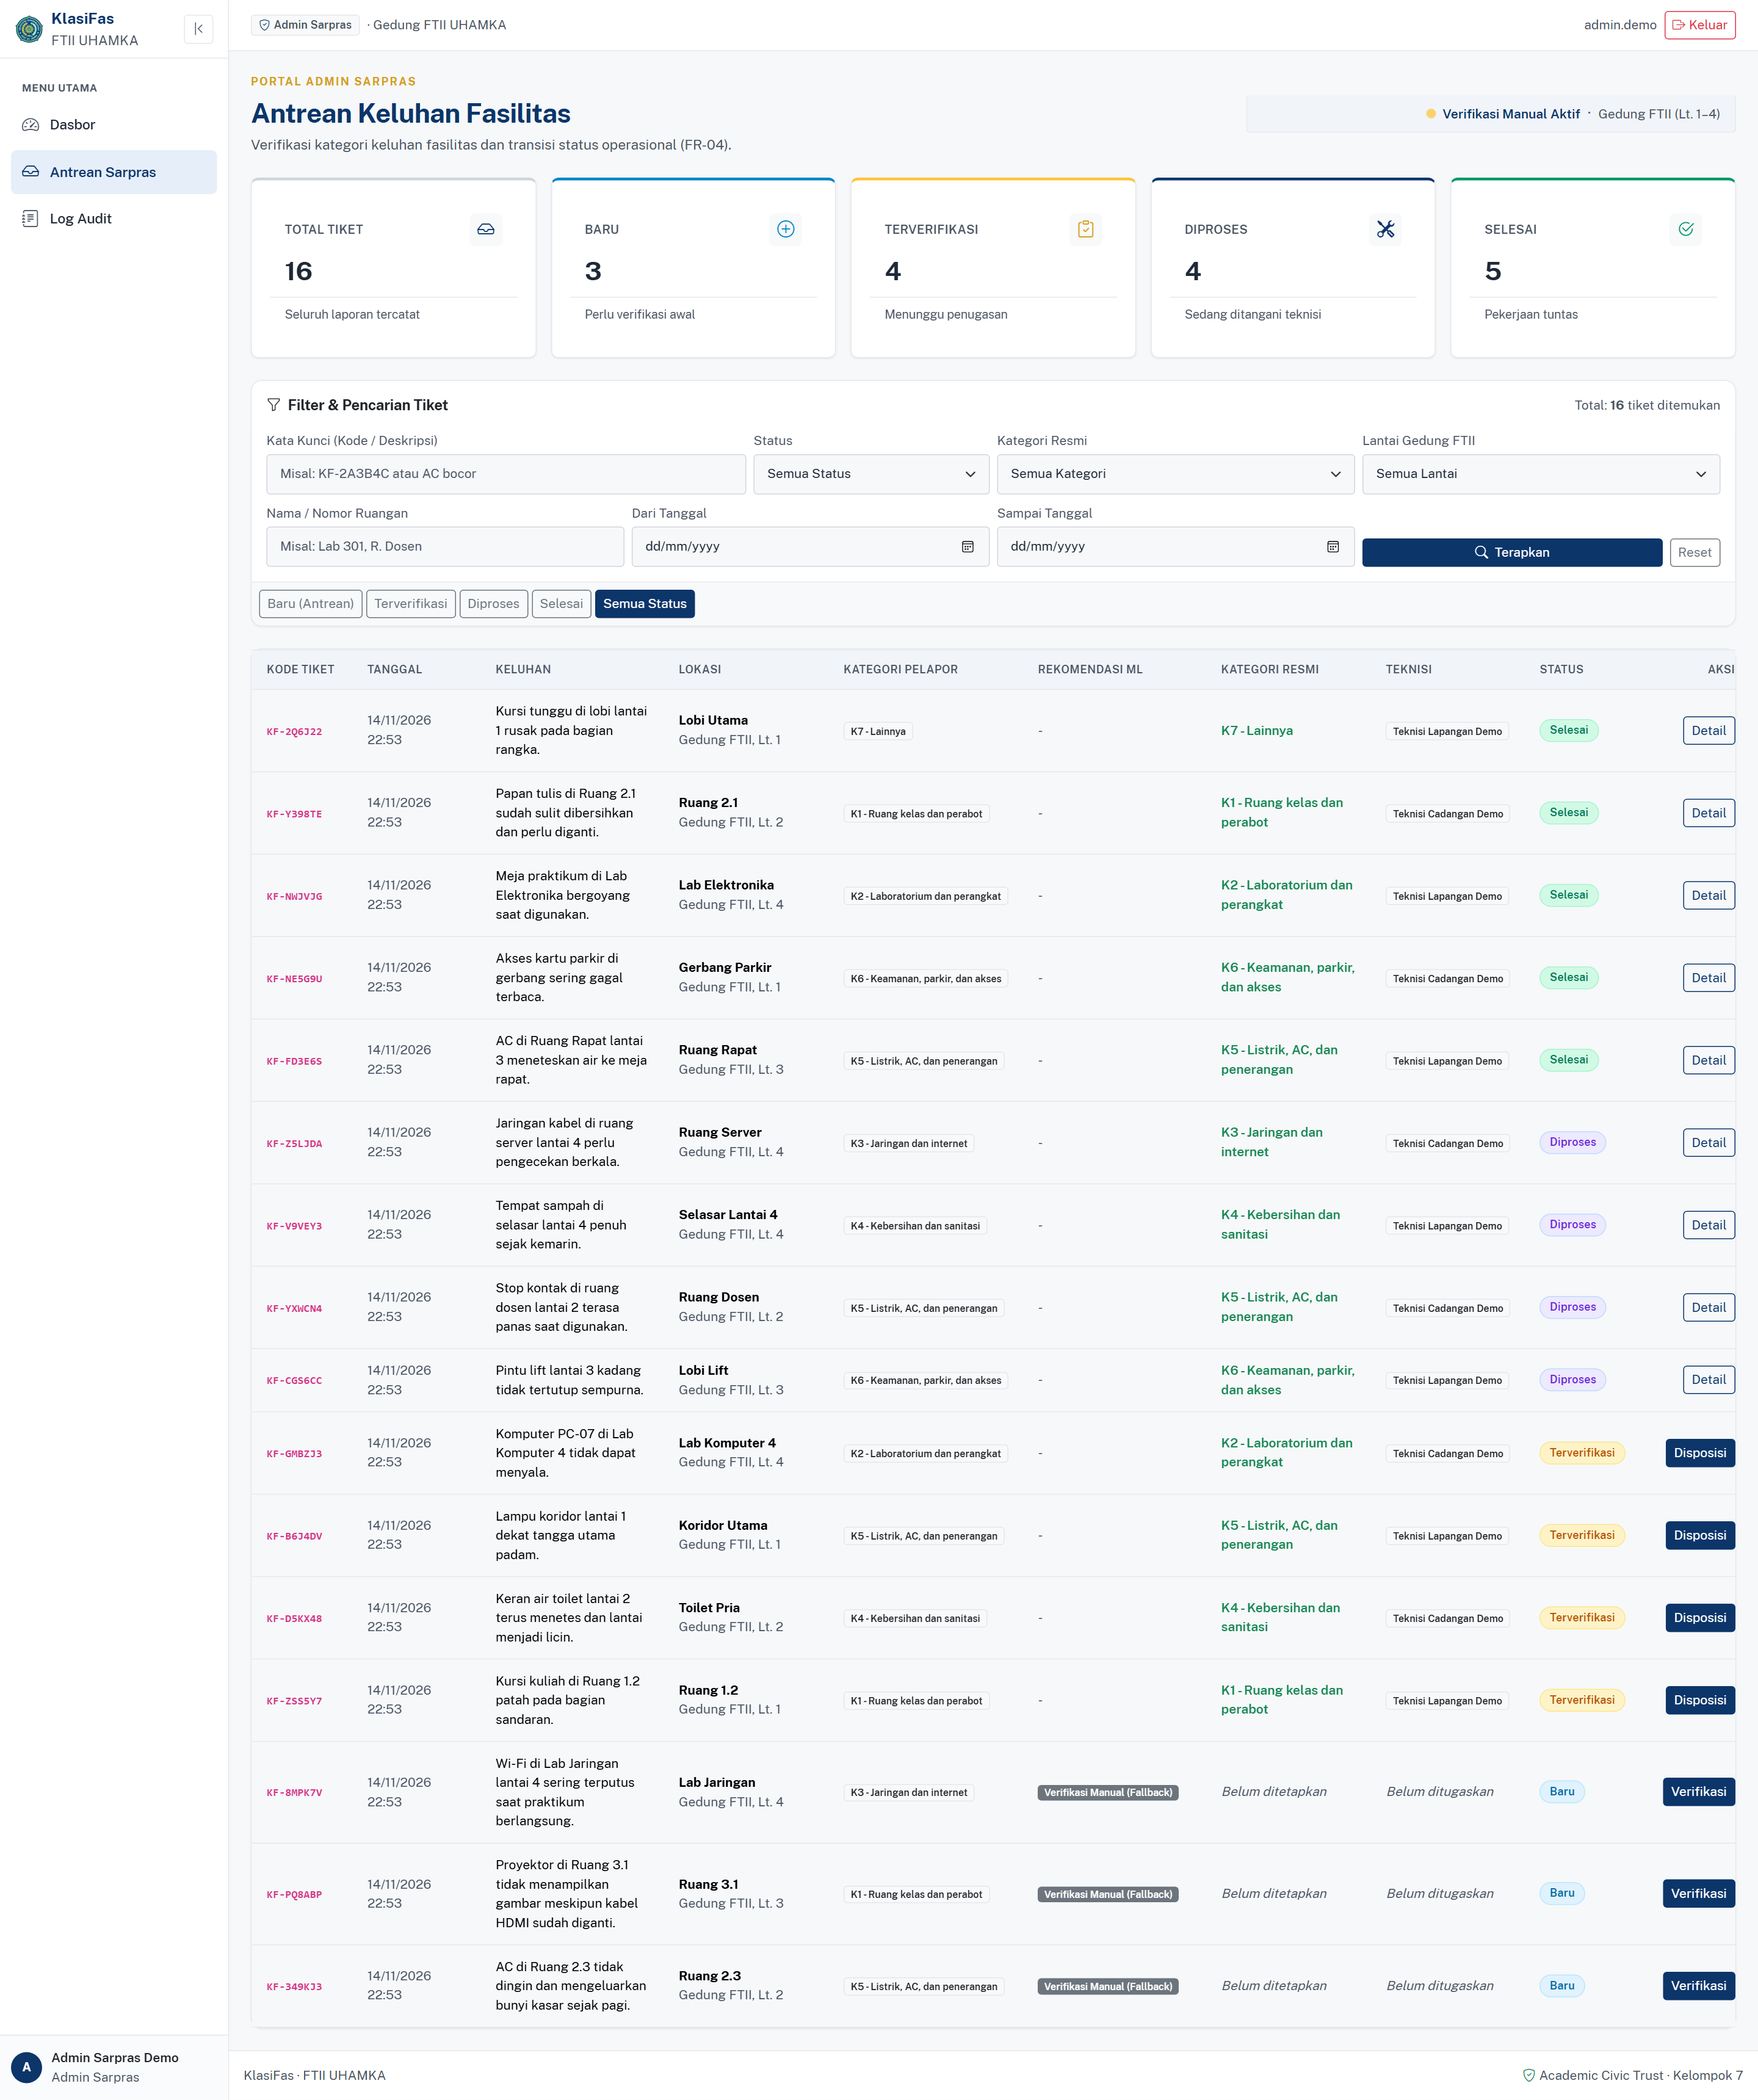 KlasiFas
FTII UHAMKA
Admin Sarpras · Gedung FTII UHAMKA
admin.demo
Keluar
MENU UTAMA
Dasbor
Antrean Sarpras
Log Audit
PORTAL ADMIN SARPRAS
Antrean Keluhan Fasilitas
Verifikasi kategori keluhan fasilitas dan transisi status operasional (FR-04).
Verifikasi Manual Aktif · Gedung FTII (Lt. 1–4)
TOTAL TIKET
16
Seluruh laporan tercatat
BARU
3
Perlu verifikasi awal
TERVERIFIKASI
4
Menunggu penugasan
DIPROSES
4
Sedang ditangani teknisi
SELESAI
5
Pekerjaan tuntas
Filter & Pencarian Tiket
Total: 16 tiket ditemukan
Kata Kunci (Kode / Deskripsi)
Misal: KF-2A3B4C atau AC bocor
Status
Semua Status
Kategori Resmi
Semua Kategori
Lantai Gedung FTII
Semua Lantai
Nama / Nomor Ruangan
Misal: Lab 301, R. Dosen
Dari Tanggal
dd/mm/yyyy
Sampai Tanggal
dd/mm/yyyy
Terapkan
Reset
Baru (Antrean) Terverifikasi Diproses Selesai Semua Status
KODE TIKET TANGGAL KELUHAN LOKASI KATEGORI PELAPOR REKOMENDASI ML KATEGORI RESMI TEKNISI STATUS AKSI
KF-2Q6J22
14/11/2026
22:53
Kursi tunggu di lobi lantai
1 rusak pada bagian
rangka.
Lobi Utama
Gedung FTII, Lt. 1
K7 - Lainnya
-
K7 - Lainnya
Teknisi Lapangan Demo
Selesai
Detail
KF-Y398TE
14/11/2026
22:53
Papan tulis di Ruang 2.1
sudah sulit dibersihkan
dan perlu diganti.
Ruang 2.1
Gedung FTII, Lt. 2
K1 - Ruang kelas dan perabot
-
K1 - Ruang kelas dan
perabot
Teknisi Cadangan Demo
Selesai
Detail
KF-NWJVJG
14/11/2026
22:53
Meja praktikum di Lab
Elektronika bergoyang
saat digunakan.
Lab Elektronika
Gedung FTII, Lt. 4
K2 - Laboratorium dan perangkat
-
K2 - Laboratorium dan
perangkat
Teknisi Lapangan Demo
Selesai
Detail
KF-NE5G9U
14/11/2026
22:53
Akses kartu parkir di
gerbang sering gagal
terbaca.
Gerbang Parkir
Gedung FTII, Lt. 1
K6 - Keamanan, parkir, dan akses
-
K6 - Keamanan, parkir,
dan akses
Teknisi Cadangan Demo
Selesai
Detail
KF-FD3E6S
14/11/2026
22:53
AC di Ruang Rapat lantai
3 meneteskan air ke meja
rapat.
Ruang Rapat
Gedung FTII, Lt. 3
K5 - Listrik, AC, dan penerangan
-
K5 - Listrik, AC, dan
penerangan
Teknisi Lapangan Demo
Selesai
Detail
KF-Z5LJDA
14/11/2026
22:53
Jaringan kabel di ruang
server lantai 4 perlu
pengecekan berkala.
Ruang Server
Gedung FTII, Lt. 4
K3 - Jaringan dan internet
-
K3 - Jaringan dan
internet
Teknisi Cadangan Demo
Diproses
Detail
KF-V9VEY3
14/11/2026
22:53
Tempat sampah di
selasar lantai 4 penuh
sejak kemarin.
Selasar Lantai 4
Gedung FTII, Lt. 4
K4 - Kebersihan dan sanitasi
-
K4 - Kebersihan dan
sanitasi
Teknisi Lapangan Demo
Diproses
Detail
KF-YXWCN4
14/11/2026
22:53
Stop kontak di ruang
dosen lantai 2 terasa
panas saat digunakan.
Ruang Dosen
Gedung FTII, Lt. 2
K5 - Listrik, AC, dan penerangan
-
K5 - Listrik, AC, dan
penerangan
Teknisi Cadangan Demo
Diproses
Detail
KF-CGS6CC
14/11/2026
22:53
Pintu lift lantai 3 kadang
tidak tertutup sempurna.
Lobi Lift
Gedung FTII, Lt. 3
K6 - Keamanan, parkir, dan akses
-
K6 - Keamanan, parkir,
dan akses
Teknisi Lapangan Demo
Diproses
Detail
KF-GMBZJ3
14/11/2026
22:53
Komputer PC-07 di Lab
Komputer 4 tidak dapat
menyala.
Lab Komputer 4
Gedung FTII, Lt. 4
K2 - Laboratorium dan perangkat
-
K2 - Laboratorium dan
perangkat
Teknisi Cadangan Demo
Terverifikasi
Disposisi
KF-B6J4DV
14/11/2026
22:53
Lampu koridor lantai 1
dekat tangga utama
padam.
Koridor Utama
Gedung FTII, Lt. 1
K5 - Listrik, AC, dan penerangan
-
K5 - Listrik, AC, dan
penerangan
Teknisi Lapangan Demo
Terverifikasi
Disposisi
KF-D5KX48
14/11/2026
22:53
Keran air toilet lantai 2
terus menetes dan lantai
menjadi licin.
Toilet Pria
Gedung FTII, Lt. 2
K4 - Kebersihan dan sanitasi
-
K4 - Kebersihan dan
sanitasi
Teknisi Cadangan Demo
Terverifikasi
Disposisi
KF-ZSS5Y7
14/11/2026
22:53
Kursi kuliah di Ruang 1.2
patah pada bagian
sandaran.
Ruang 1.2
Gedung FTII, Lt. 1
K1 - Ruang kelas dan perabot
-
K1 - Ruang kelas dan
perabot
Teknisi Lapangan Demo
Terverifikasi
Disposisi
KF-8MPK7V
14/11/2026
22:53
Wi-Fi di Lab Jaringan
lantai 4 sering terputus
saat praktikum
berlangsung.
Lab Jaringan
Gedung FTII, Lt. 4
K3 - Jaringan dan internet
Verifikasi Manual (Fallback)
Belum ditetapkan
Belum ditugaskan
Baru
Verifikasi
KF-PQ8ABP
14/11/2026
22:53
Proyektor di Ruang 3.1
tidak menampilkan
gambar meskipun kabel
HDMI sudah diganti.
Ruang 3.1
Gedung FTII, Lt. 3
K1 - Ruang kelas dan perabot
Verifikasi Manual (Fallback)
Belum ditetapkan
Belum ditugaskan
Baru
Verifikasi
KF-349KJ3
14/11/2026
22:53
AC di Ruang 2.3 tidak
dingin dan mengeluarkan
bunyi kasar sejak pagi.
Ruang 2.3
Gedung FTII, Lt. 2
K5 - Listrik, AC, dan penerangan
Verifikasi Manual (Fallback)
Belum ditetapkan
Belum ditugaskan
Baru
Verifikasi
A
Admin Sarpras Demo
Admin Sarpras
KlasiFas · FTII UHAMKA
Academic Civic Trust · Kelompok 7